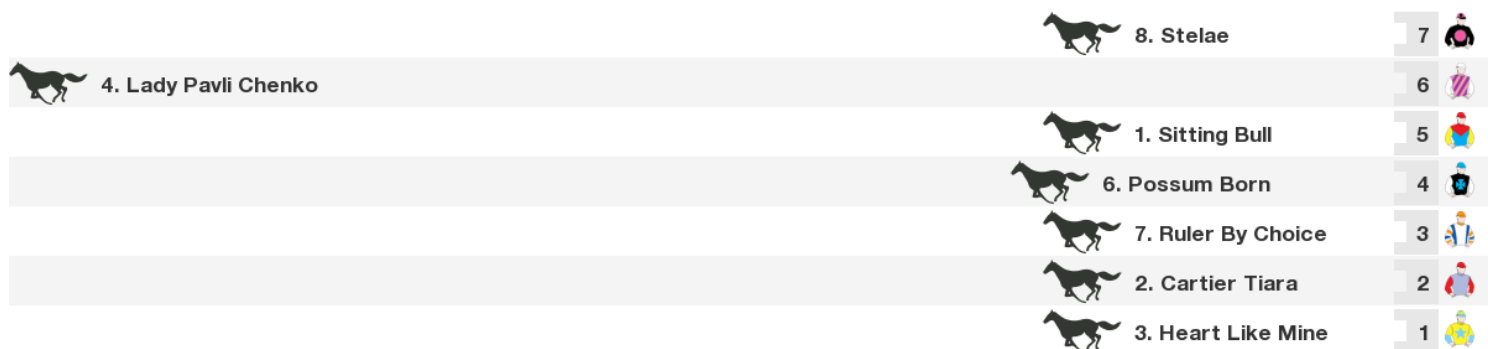 8. Stelae 7
4. Lady Pavli Chenko 6
1. Sitting Bull 5
6. Possum Born 4
7. Ruler By Choice 3
2. Cartier Tiara 2
3. Heart Like Mine 1